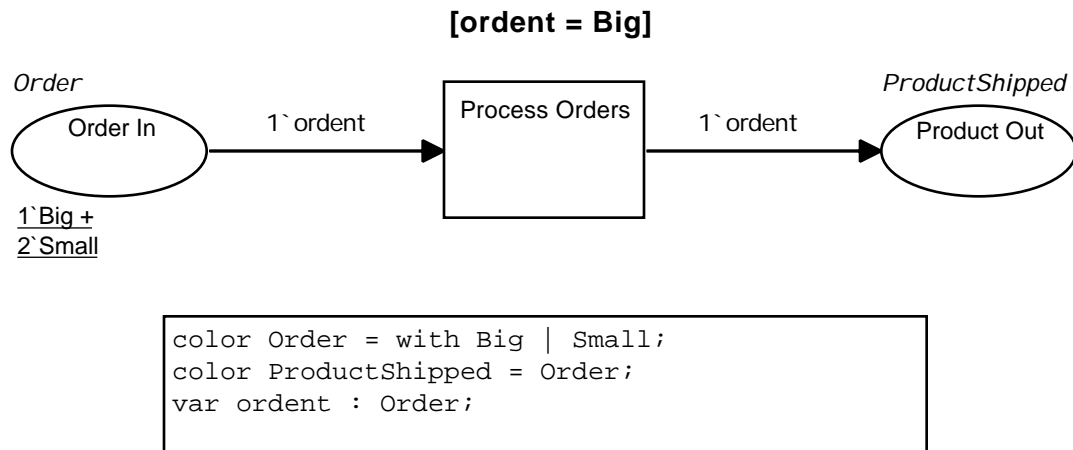 [ordent = Big]
Order
ProductShipped
Order In
1`ordent
Process Orders
1`ordent
Product Out
1`Big +
2`Small
color Order = with Big | Small;
color ProductShipped = Order;
var ordent : Order;